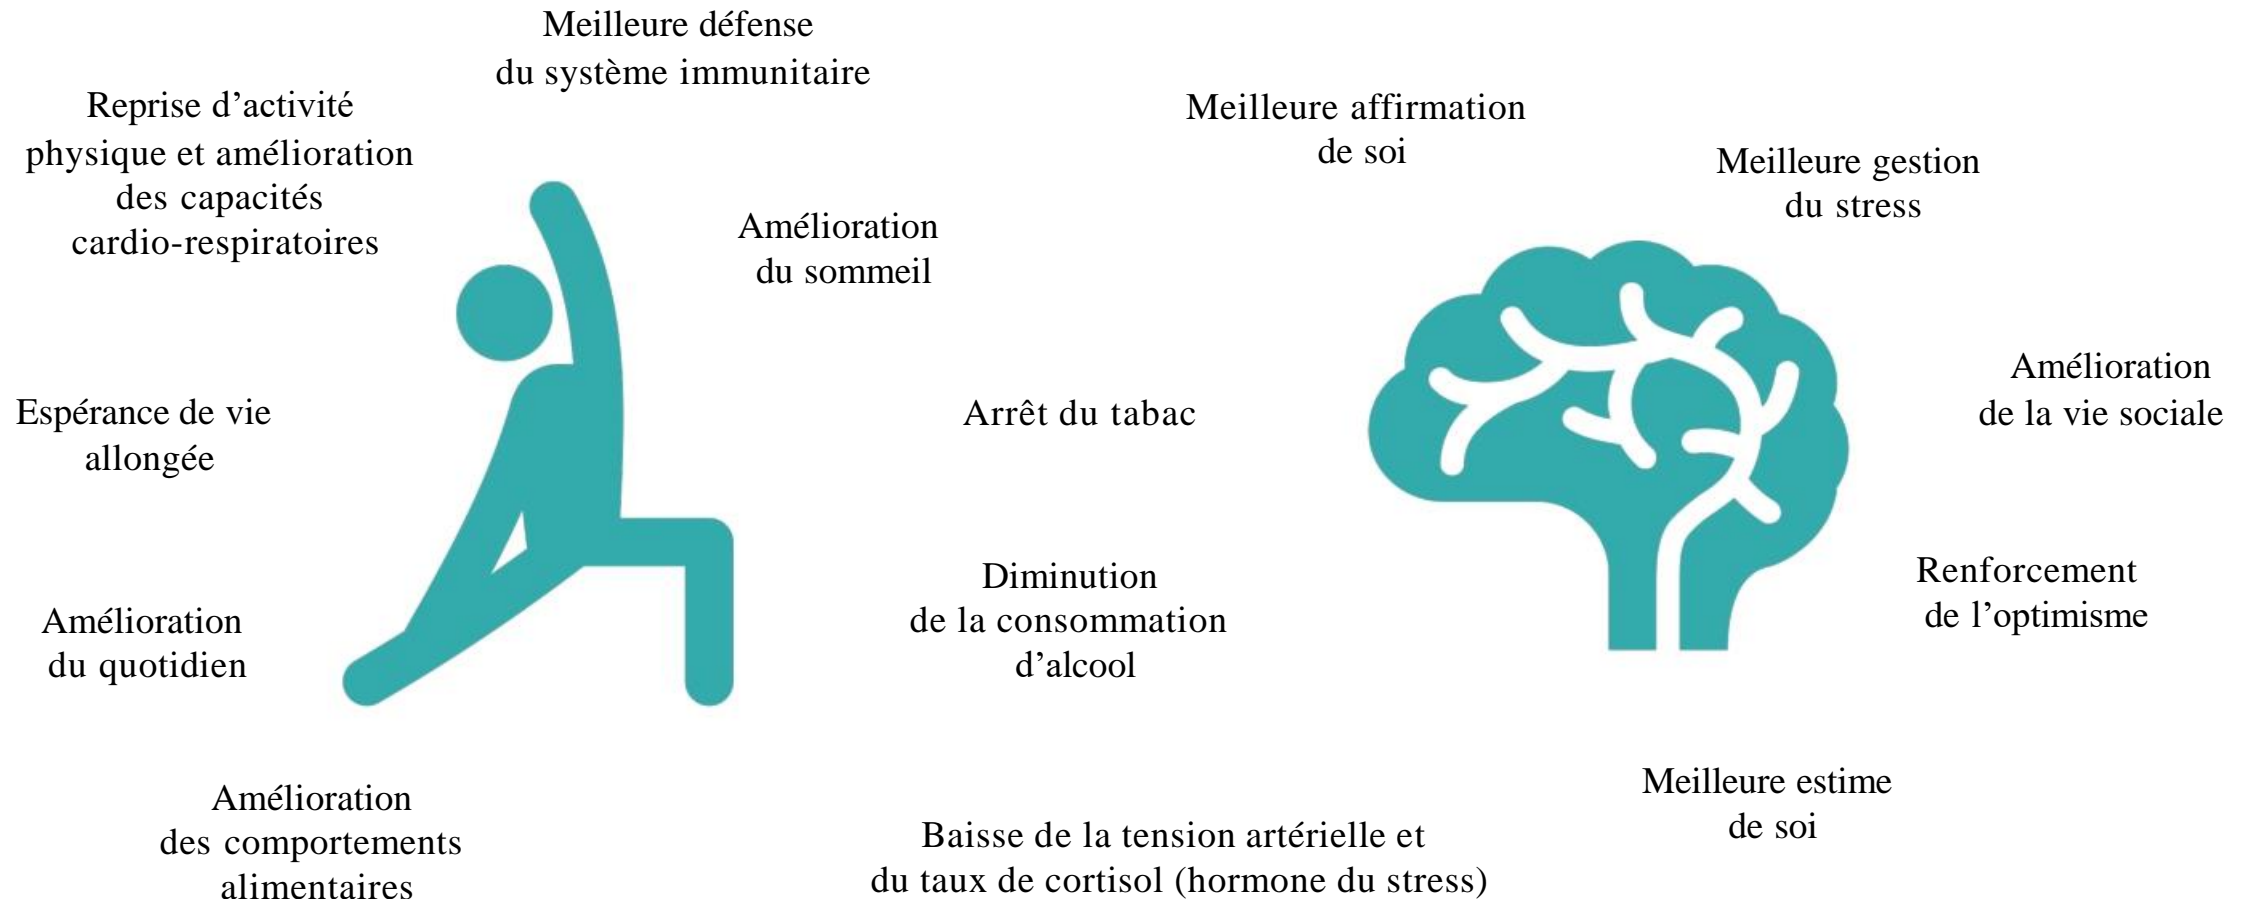 Meilleure défense
du système immunitaire
Reprise d’activité
physique et amélioration
des capacités
cardio-respiratoires
Meilleure affirmation
de soi
Meilleure gestion
du stress
Amélioration
du sommeil
Espérance de vie
allongée
Arrêt du tabac
Amélioration
de la vie sociale
Amélioration
du quotidien
Diminution
de la consommation
d’alcool
Renforcement
de l’optimisme
Amélioration
des comportements
alimentaires
Baisse de la tension artérielle et
du taux de cortisol (hormone du stress)
Meilleure estime
de soi